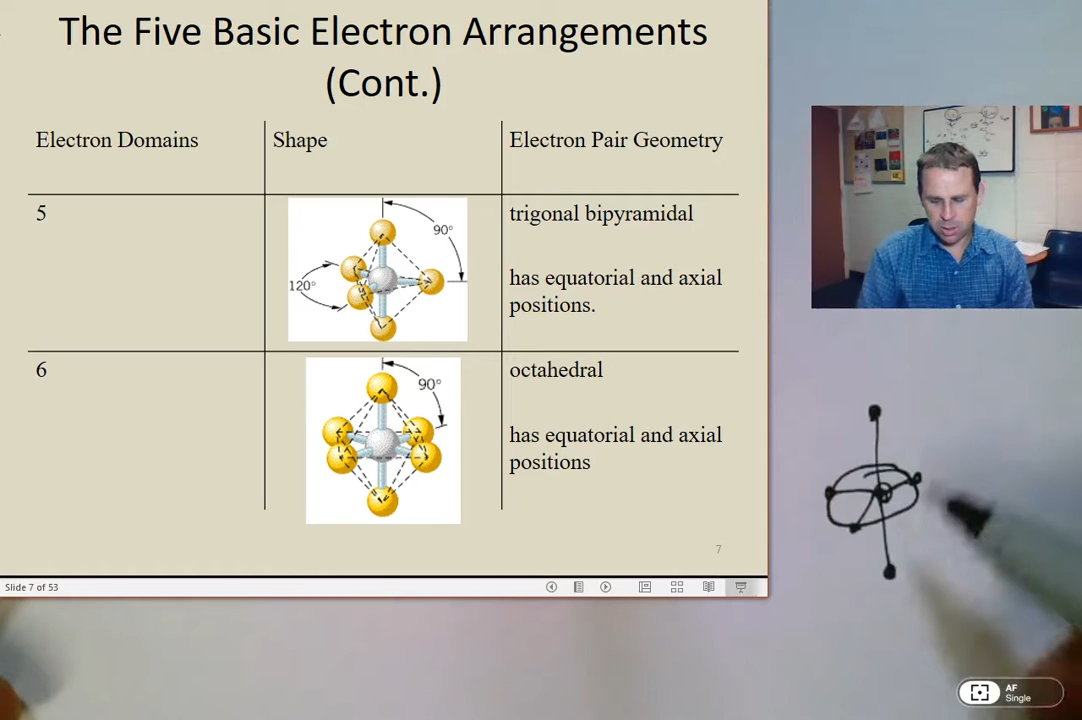 The Five Basic Electron Arrangements
(Cont.)
Electron Domains
Shape
Electron Pair Geometry
5
90°
120°
trigonal bipyramidal
has equatorial and axial
positions.
6
90°
octahedral
has equatorial and axial
positions
7
Slide 7 of 53
AF
Single